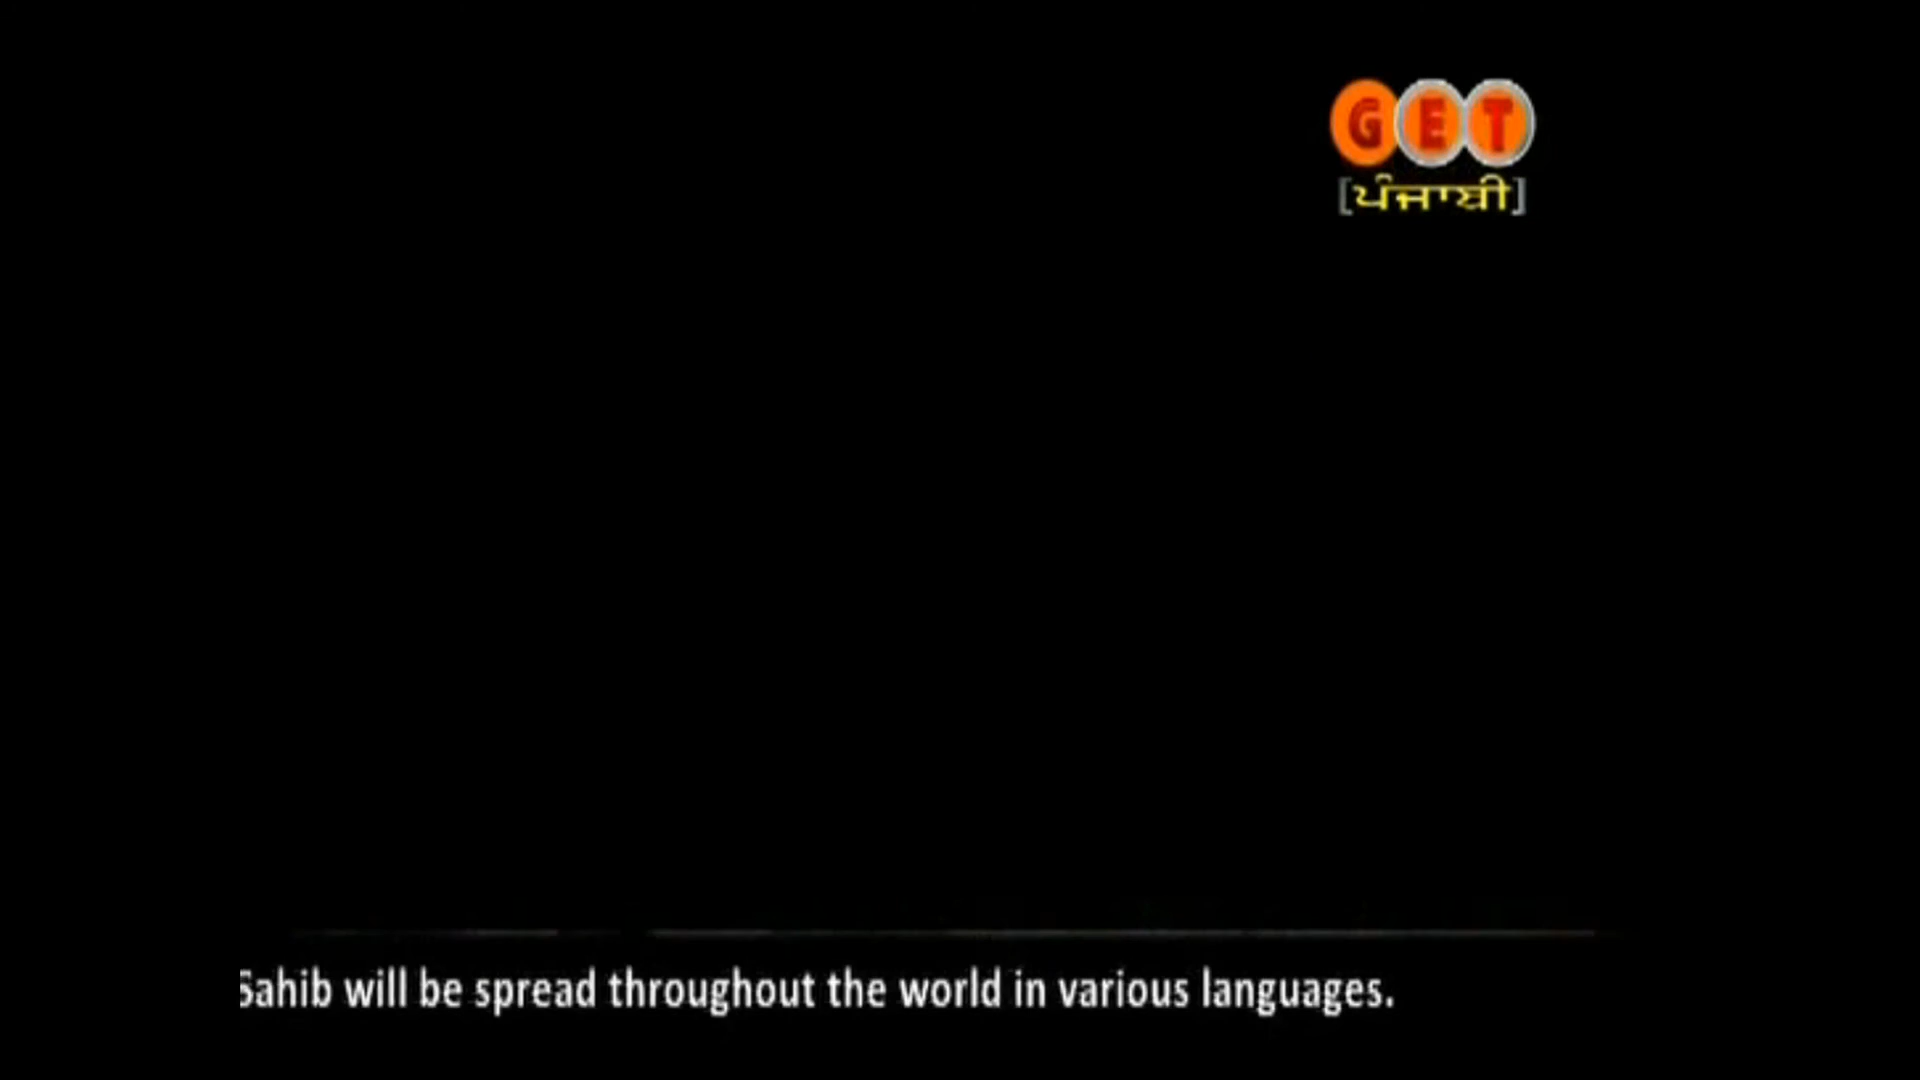 GET
[ਪੰਜਾਬੀ]
Sahib will be spread throughout the world in various languages.